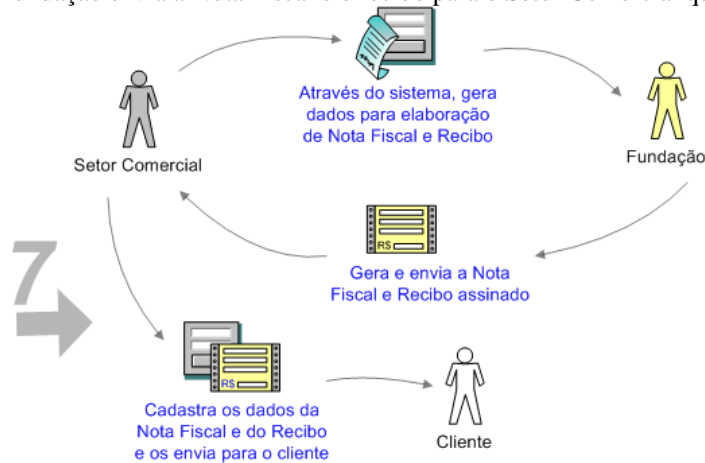 Através do sistema, gera
dados para elaboração
de Nota Fiscal e Recibo
Setor Comercial
Fundação
R$
Gera e envia a Nota
Fiscal e Recibo assinado
7
R$
Cadastra os dados da
Nota Fiscal e do Recibo
e os envia para o cliente
Cliente